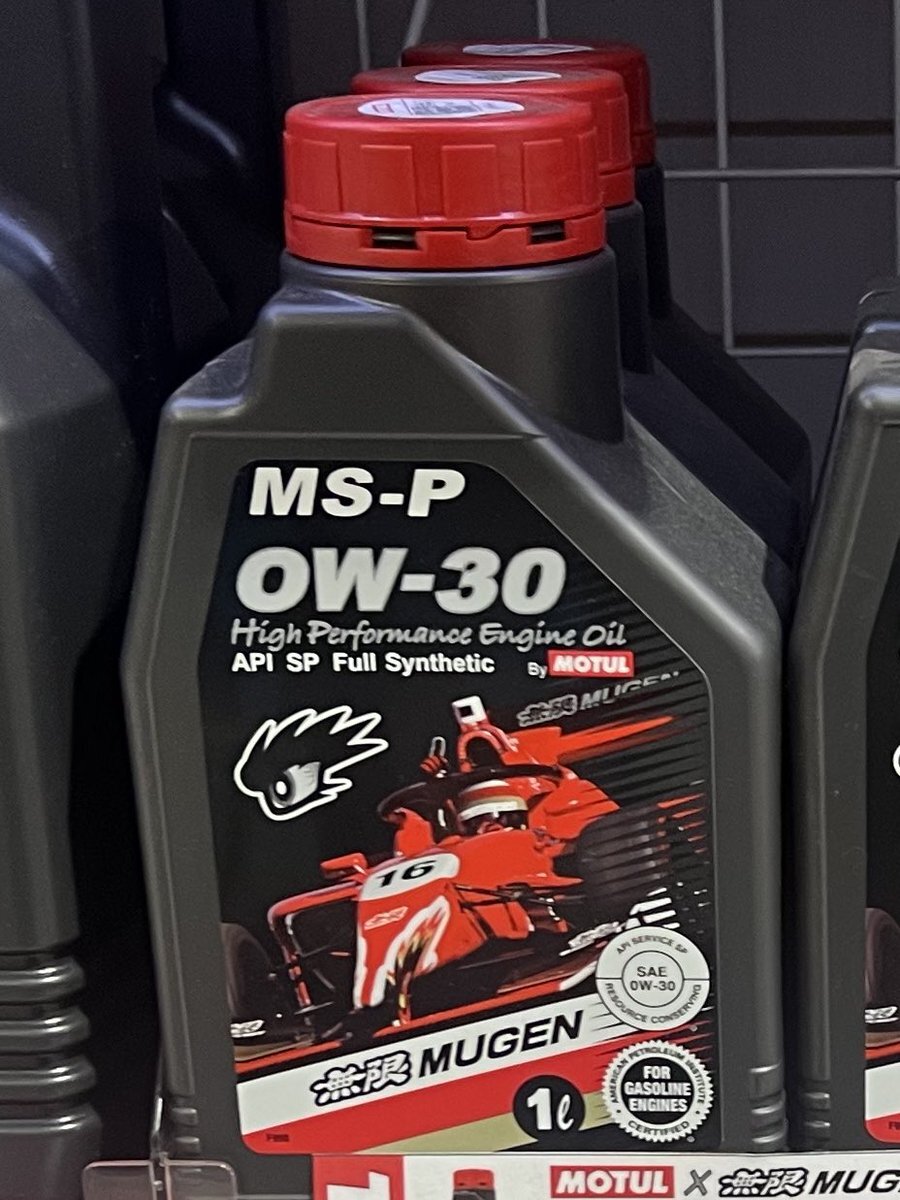 MS-P
0W-30
High Performance Engine Oil
API SP Full Synthetic By MOTUL
無限 MUGEN
16
API SERVICE SP
SAE
0W-30
RESOURCE CONSERVING
無限 MUGEN
AMERICAN PETROLEUM INSTITUTE
FOR
GASOLINE
ENGINES
CERTIFIED
1ℓ
MOTUL X 無限 MUG